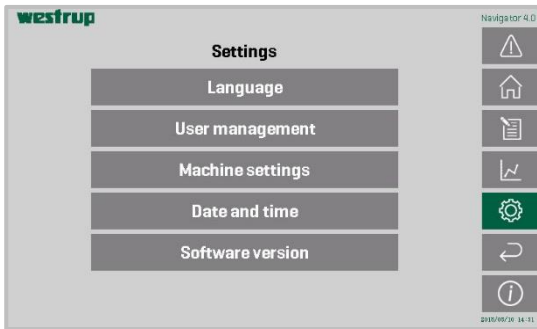 westrup
Navigator 4.0
Settings
Language
User management
Machine settings
Date and time
Software version